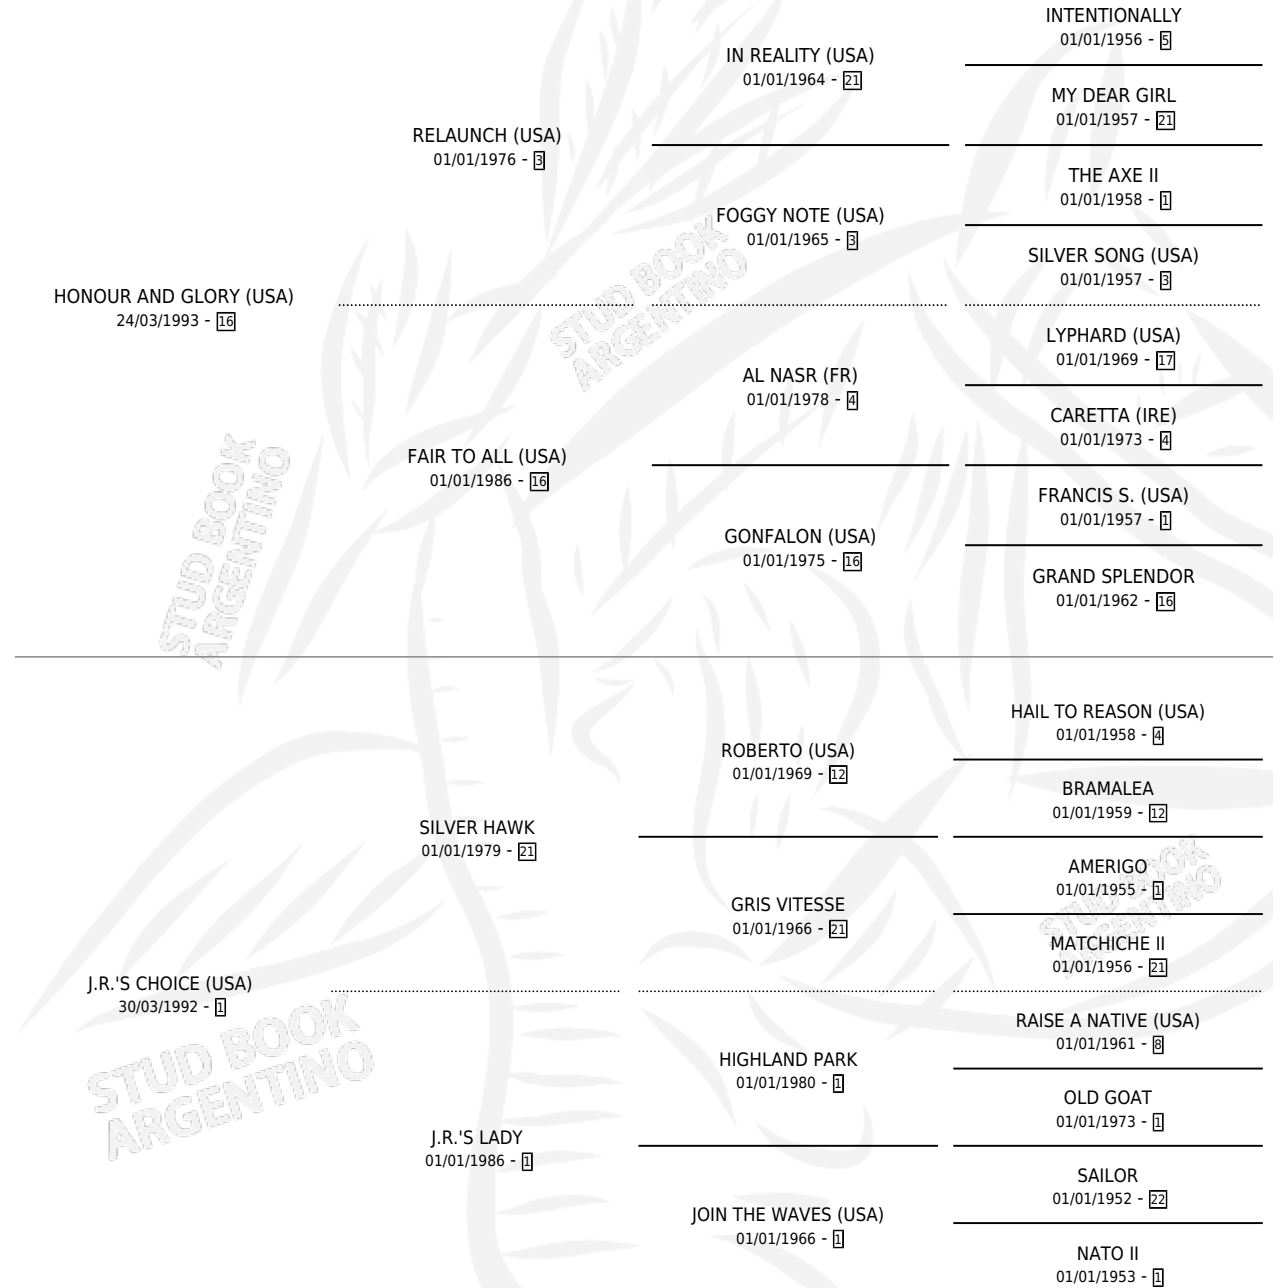 INTENTIONALLY
01/01/1956 - 5
IN REALITY (USA)
01/01/1964 - 21
MY DEAR GIRL
01/01/1957 - 21
RELAUNCH (USA)
01/01/1976 - 3
THE AXE II
01/01/1958 - 1
FOGGY NOTE (USA)
01/01/1965 - 3
SILVER SONG (USA)
01/01/1957 - 3
HONOUR AND GLORY (USA)
24/03/1993 - 16
LYPHARD (USA)
01/01/1969 - 17
AL NASR (FR)
01/01/1978 - 4
CARETTA (IRE)
01/01/1973 - 4
FAIR TO ALL (USA)
01/01/1986 - 16
FRANCIS S. (USA)
01/01/1957 - 1
GONFALON (USA)
01/01/1975 - 16
GRAND SPLENDOR
01/01/1962 - 16
STUD BOOK
ARGENTINO
STUD BOOK
ARGENTINO
HAIL TO REASON (USA)
01/01/1958 - 4
ROBERTO (USA)
01/01/1969 - 12
BRAMALEA
01/01/1959 - 12
SILVER HAWK
01/01/1979 - 21
AMERIGO
01/01/1955 - 1
GRIS VITESSE
01/01/1966 - 21
MATCHICHE II
01/01/1956 - 21
J.R.'S CHOICE (USA)
30/03/1992 - 1
RAISE A NATIVE (USA)
01/01/1961 - 8
HIGHLAND PARK
01/01/1980 - 1
OLD GOAT
01/01/1973 - 1
J.R.'S LADY
01/01/1986 - 1
SAILOR
01/01/1952 - 22
JOIN THE WAVES (USA)
01/01/1966 - 1
NATO II
01/01/1953 - 1
STUD BOOK
ARGENTINO
STUD BOOK
ARGENTINO